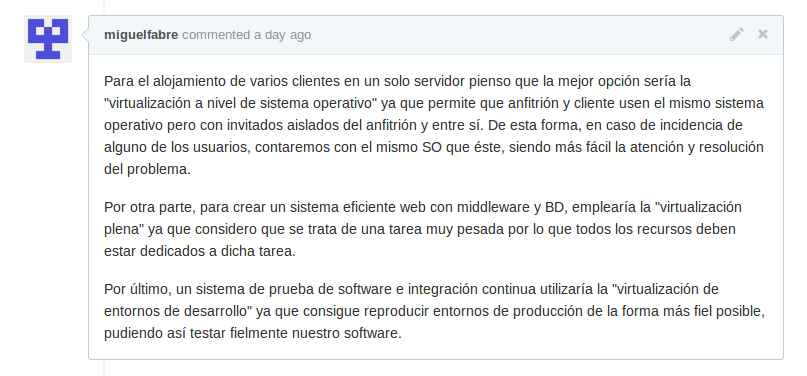 miguelfabre commented a day ago
Para el alojamiento de varios clientes en un solo servidor pienso que la mejor opción sería la
"virtualización a nivel de sistema operativo" ya que permite que anfitrión y cliente usen el mismo sistema
operativo pero con invitados aislados del anfitrión y entre sí. De esta forma, en caso de incidencia de
alguno de los usuarios, contaremos con el mismo SO que éste, siendo más fácil la atención y resolución
del problema.
Por otra parte, para crear un sistema eficiente web con middleware y BD, emplearía la "virtualización
plena" ya que considero que se trata de una tarea muy pesada por lo que todos los recursos deben
estar dedicados a dicha tarea.
Por último, un sistema de prueba de software e integración continua utilizaría la "virtualización de
entornos de desarrollo" ya que consigue reproducir entornos de producción de la forma más fiel posible,
pudiendo así testar fielmente nuestro software.